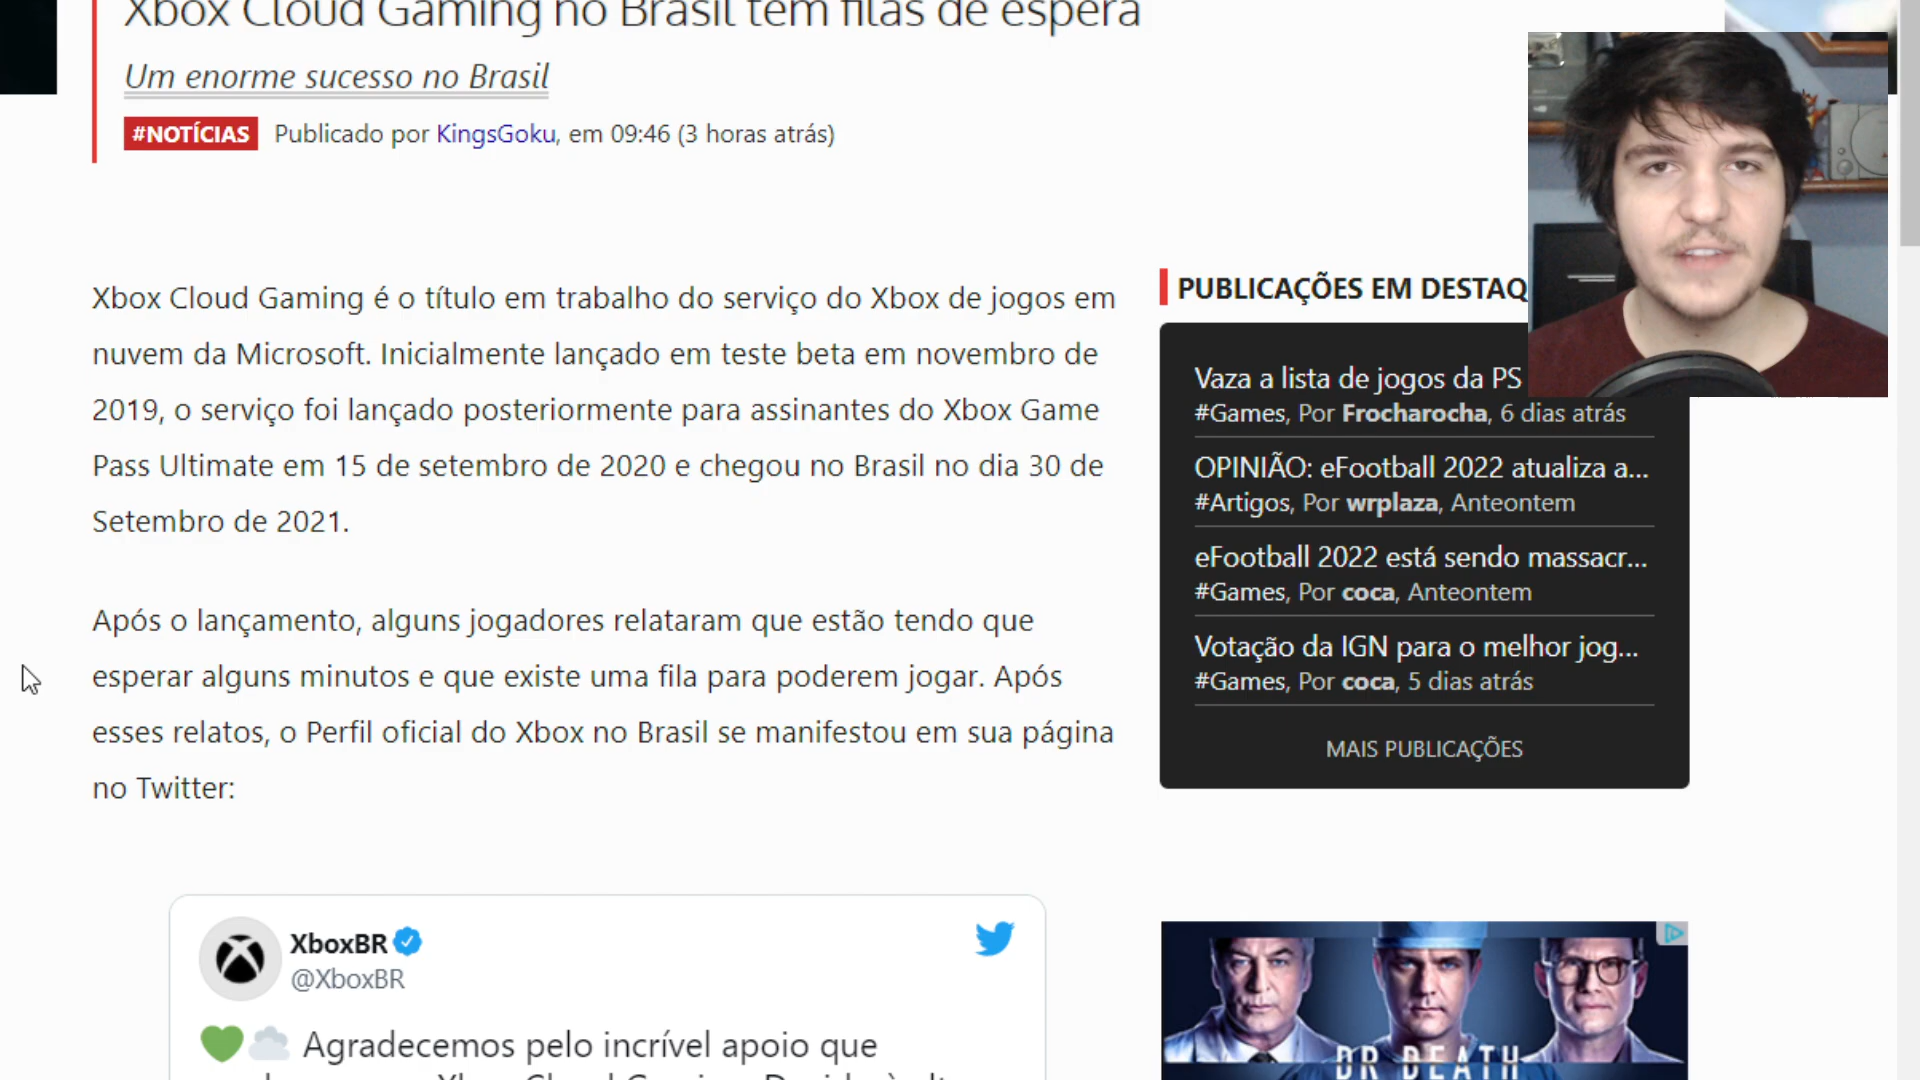 Xbox Cloud Gaming no Brasil tem filas de espera
Um enorme sucesso no Brasil
#NOTÍCIAS Publicado por KingsGoku, em 09:46 (3 horas atrás)
Xbox Cloud Gaming é o título em trabalho do serviço do Xbox de jogos em
nuvem da Microsoft. Inicialmente lançado em teste beta em novembro de
2019, o serviço foi lançado posteriormente para assinantes do Xbox Game
Pass Ultimate em 15 de setembro de 2020 e chegou no Brasil no dia 30 de
Setembro de 2021.
Após o lançamento, alguns jogadores relataram que estão tendo que
esperar alguns minutos e que existe uma fila para poderem jogar. Após
esses relatos, o Perfil oficial do Xbox no Brasil se manifestou em sua página
no Twitter:
XboxBR
@XboxBR
💚☁️ Agradecemos pelo incrível apoio que
Xbox Cloud Gaming
PUBLICAÇÕES EM DESTAQ
Vaza a lista de jogos da PS
#Games, Por Frocharocha, 6 dias atrás
OPINIÃO: eFootball 2022 atualiza a...
#Artigos, Por wrplaza, Anteontem
eFootball 2022 está sendo massacr...
#Games, Por coca, Anteontem
Votação da IGN para o melhor jog...
#Games, Por coca, 5 dias atrás
MAIS PUBLICAÇÕES
DR DEATH